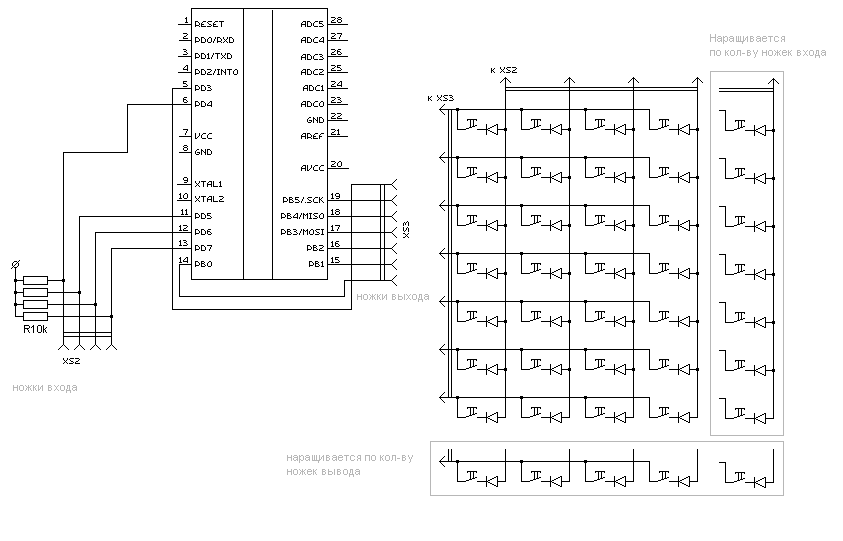 1 RESET
2 PD0/RXD
3 PD1/TXD
4 PD2/INT0
5 PD3
6 PD4
7 VCC
8 GND
9 XTAL1
10 XTAL2
11 PD5
12 PD6
13 PD7
14 PB0
ADC5 28
ADC4 27
ADC3 26
ADC2 25
ADC1 24
ADC0 23
GND 22
AREF 21
AVCC 20
PB5/.SCK 19
PB4/MISO 18
PB3/MOSI 17
PB2 16
PB1 15
XS3
ножки выхода
R10k
XS2
ножки входа
к XS2
к XS3
Наращивается
по кол-ву ножек входа
наращивается по кол-ву
ножек вывода